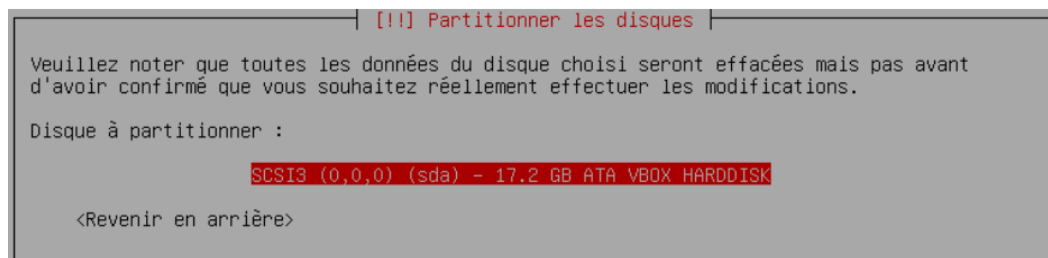 [!!] Partitionner les disques
Veuillez noter que toutes les données du disque choisi seront effacées mais pas avant
d'avoir confirmé que vous souhaitez réellement effectuer les modifications.
Disque à partitionner :
SCSI3 (0,0,0) (sda) - 17.2 GB ATA VBOX HARDDISK
<Revenir en arrière>